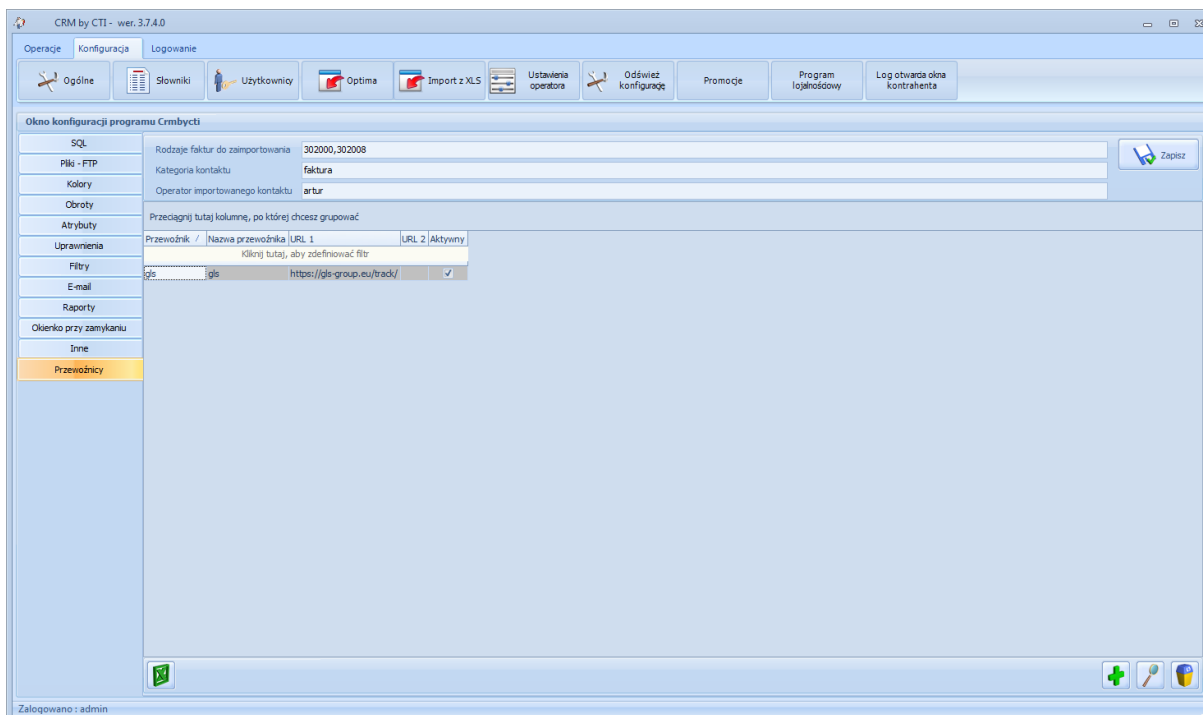 CRM by CTI - wer. 3.7.4.0
Operacje Konfiguracja Logowanie
Ogólne Słowniki Użytkownicy Optima Import z XLS Ustawienia operatora Odśwież konfigurację Promocje Program lojalnośdowy Log otwarcia okna kontrahenta
Okno konfiguracji programu Crmbycti
SQL
Pliki - FTP
Kolory
Obroty
Atrybuty
Uprawnienia
Filtry
E-mail
Raporty
Okienko przy zamykaniu
Inne
Przewoźnicy
Rodzaje faktur do zaimportowania 302000,302008
Kategoria kontaktu faktura
Operator importowanego kontaktu artur
Zapisz
Przeciągnij tutaj kolumnę, po której chcesz grupować
Przewoźnik Nazwa przewoźnika URL 1 URL 2 Aktywny
Kliknij tutaj, aby zdefiniować filtr
gls gls https://gls-group.eu/track/
Zalogowano : admin